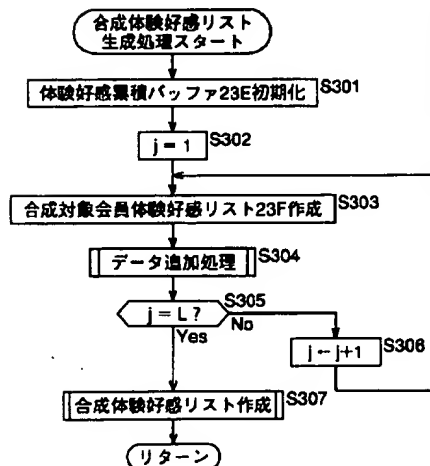 合成体験好感リスト
生成処理スタート
体験好感累積バッファ23E初期化
S301
j = 1
S302
合成対象会員体験好感リスト23F作成
S303
データ追加処理
S304
j = L ?
S305
No
Yes
j ← j+1
S306
合成体験好感リスト作成
S307
リターン